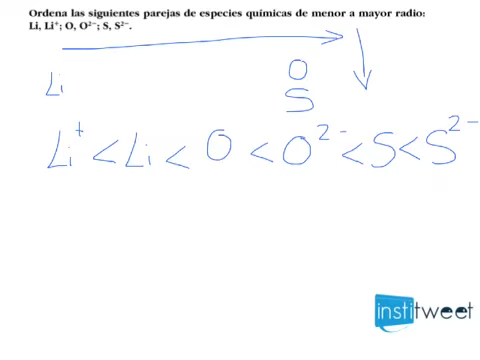 Ordena las siguientes parejas de especies químicas de menor a mayor radio:
Li, Li⁺; O, O²⁻; S, S²⁻.
O
Li S
Li⁺ < Li < O < O²⁻ < S < S²⁻
institweet